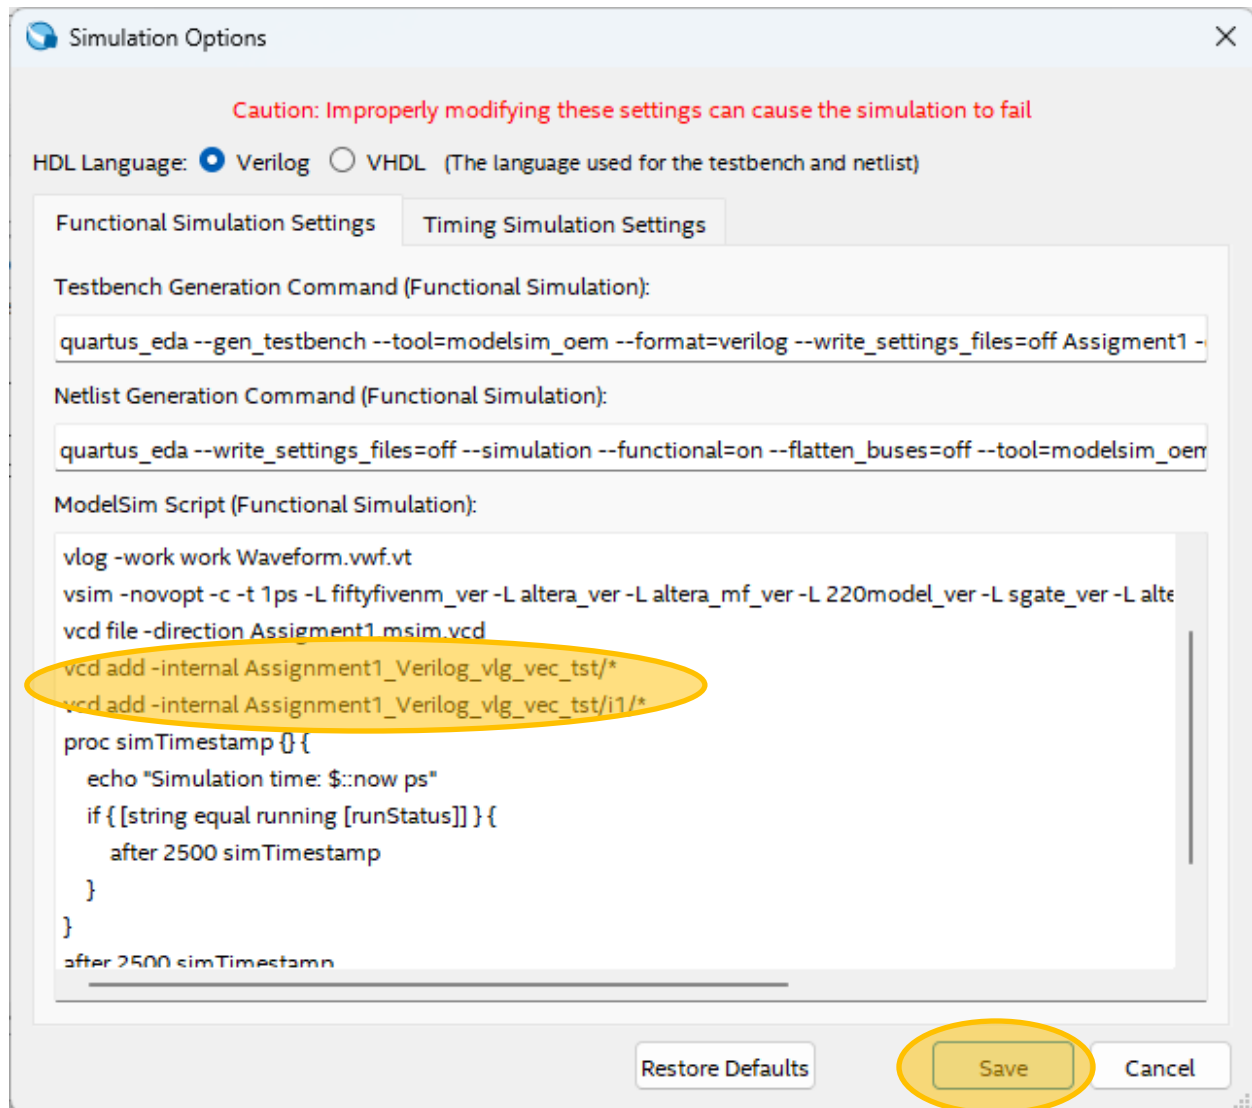 Simulation Options
Caution: Improperly modifying these settings can cause the simulation to fail
HDL Language: Verilog VHDL (The language used for the testbench and netlist)
Functional Simulation Settings Timing Simulation Settings
Testbench Generation Command (Functional Simulation):
quartus_eda --gen_testbench --tool=modelsim_oem --format=verilog --write_settings_files=off Assigment1 -
Netlist Generation Command (Functional Simulation):
quartus_eda --write_settings_files=off --simulation --functional=on --flatten_buses=off --tool=modelsim_oem
ModelSim Script (Functional Simulation):
vlog -work work Waveform.vwf.vt
vsim -novopt -c -t 1ps -L fiftyfivenm_ver -L altera_ver -L altera_mf_ver -L 220model_ver -L sgate_ver -L alte
vcd file -direction Assigment1.msim.vcd
vcd add -internal Assignment1_Verilog_vlg_vec_tst/*
vcd add -internal Assignment1_Verilog_vlg_vec_tst/i1/*
proc simTimestamp {} {
echo "Simulation time: $::now ps"
if { [string equal running [runStatus]] } {
after 2500 simTimestamp
}
}
after 2500 simTimestamp
Restore Defaults Save Cancel